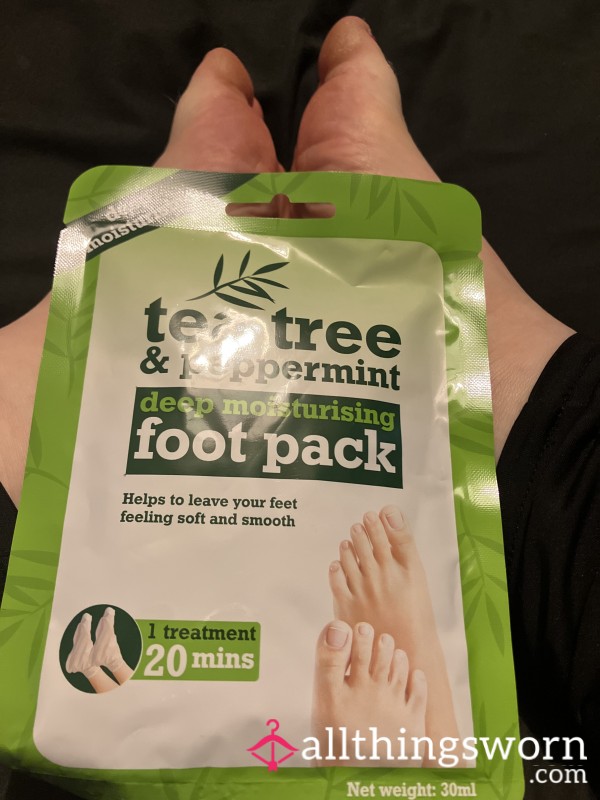 moisturi
tea tree
& peppermint
deep moisturising
foot pack
Helps to leave your feet
feeling soft and smooth
1 treatment
20 mins
allthingsworn
.com
Net weight: 30ml